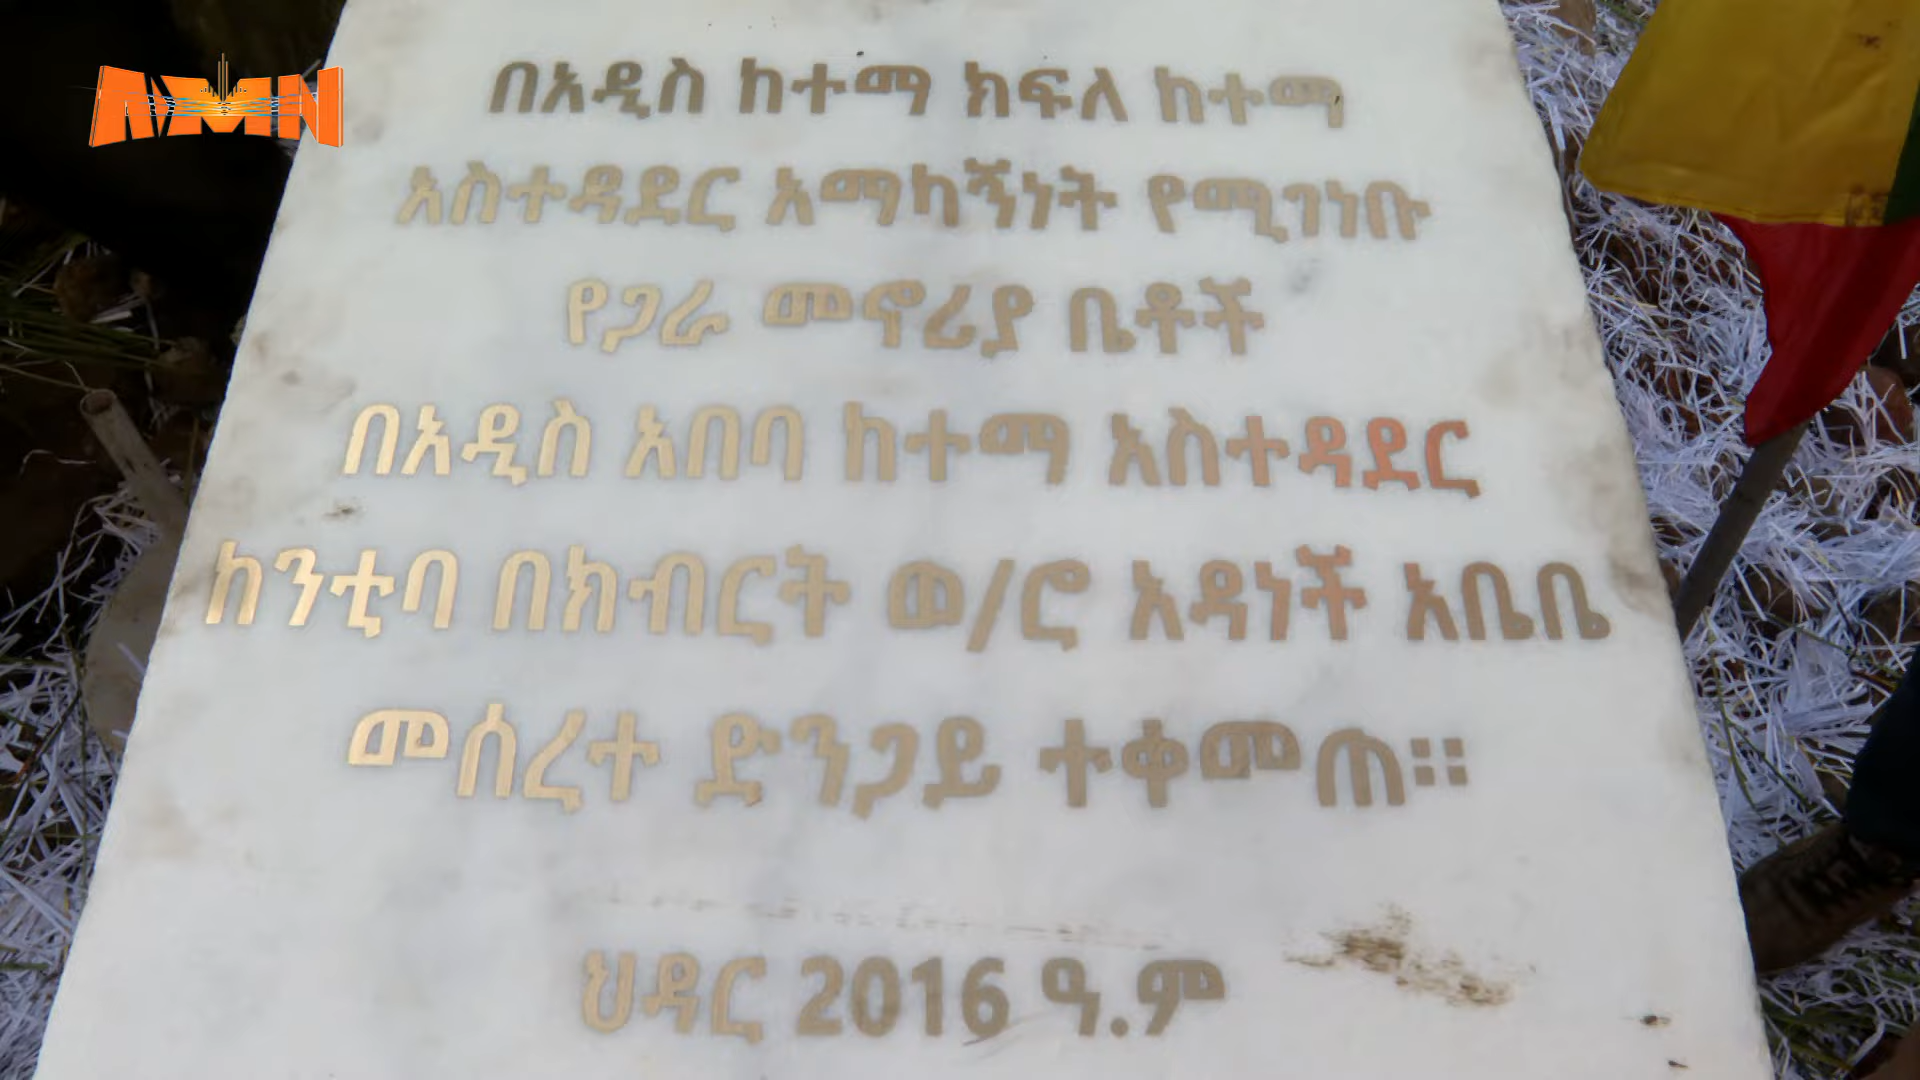 AMN
በአዲስ ከተማ ክፍለ ከተማ
አስተዳደር አማካኝነት የሚገነቡ
የጋራ መኖሪያ ቤቶች
በአዲስ አበባ ከተማ አስተዳደር
ከንቲባ በክብርት ወ/ሮ አዳነች አቤቤ
መሰረተ ድንጋይ ተቀመጠ።
ህዳር 2016 ዓ.ም